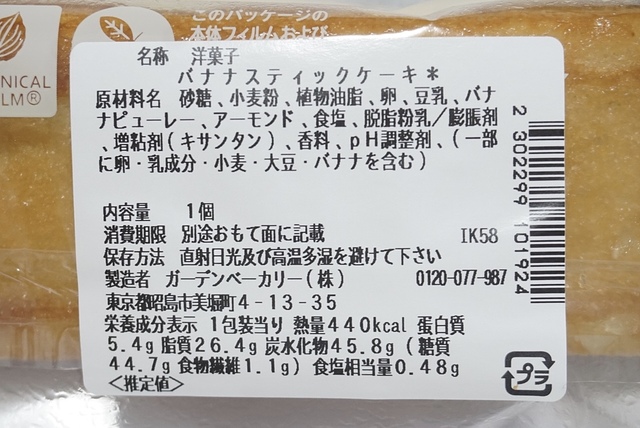 このパッケージの
本体フィルムおよび
NICAL
LM®
名称 洋菓子
バナナスティックケーキ*
原材料名 砂糖、小麦粉、植物油脂、卵、豆乳、バナ
ナピューレー、アーモンド、食塩、脱脂粉乳/膨脹剤
、増粘剤(キサンタン)、香料、pH調整剤、(一部
に卵・乳成分・小麦・大豆・バナナを含む)
内容量 1個
消費期限 別途おもて面に記載 IK58
保存方法 直射日光及び高温多湿を避けて下さい
製造者 ガーデンベーカリー(株) 0120-077-987
東京都昭島市美堀町4-13-35
栄養成分表示 1包装当り 熱量440kcal 蛋白質
5.4g 脂質26.4g 炭水化物45.8g (糖質
44.7g 食物繊維1.1g) 食塩相当量0.48g
<推定値>
プラ
2 302299 101924